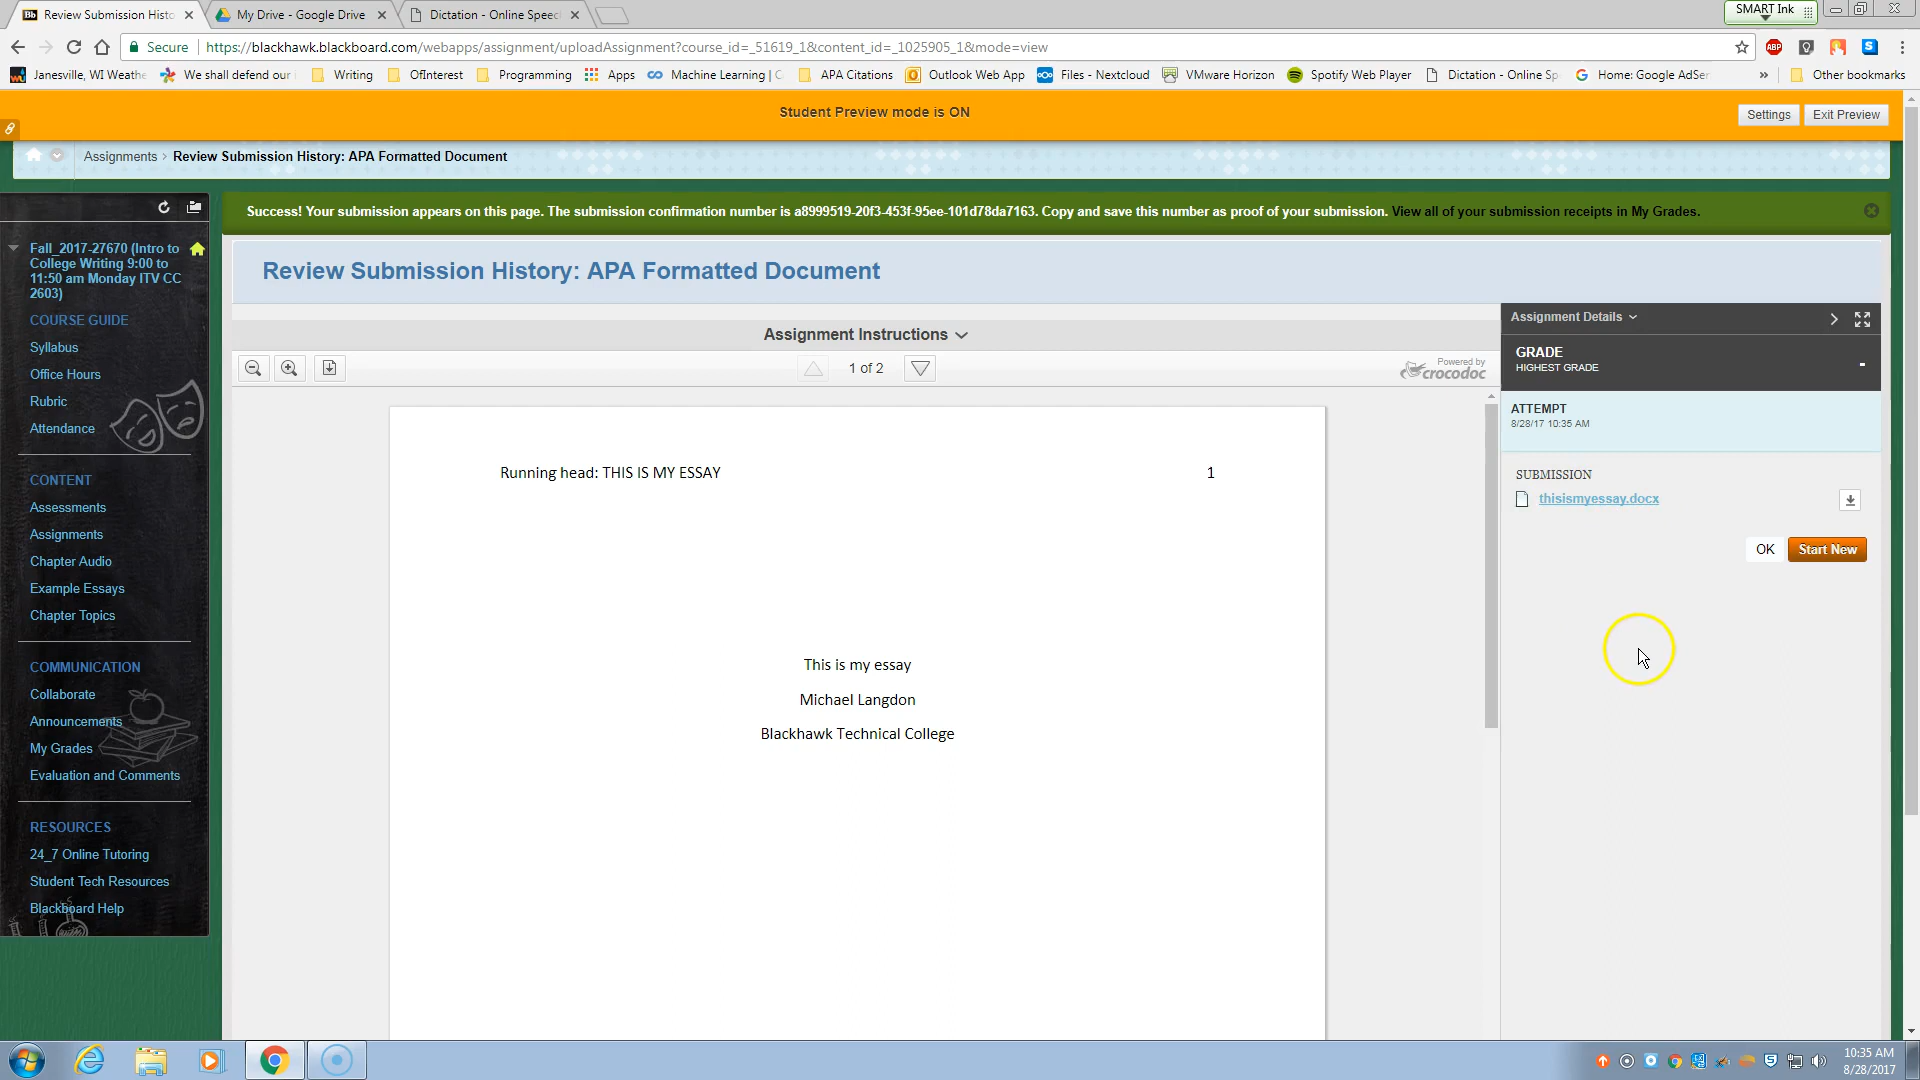 Review Submission Histo
My Drive - Google Drive
Dictation - Online Speec
SMART Ink
Secure
https://blackhawk.blackboard.com/webapps/assignment/uploadAssignment?course_id=_51619_1&content_id=_1025905_1&mode=view
Janesville, WI Weathe
We shall defend our
Writing
OfInterest
Programming
Apps
Machine Learning | C
APA Citations
Outlook Web App
Files - Nextcloud
VMware Horizon
Spotify Web Player
Dictation - Online Sp
Home: Google AdSer
»
Other bookmarks
Student Preview mode is ON
Settings
Exit Preview
Assignments
Review Submission History: APA Formatted Document
Success! Your submission appears on this page. The submission confirmation number is a8999519-20f3-453f-95ee-101d78da7163. Copy and save this number as proof of your submission. View all of your submission receipts in My Grades.
Fall_2017-27670 (Intro to
College Writing 9:00 to
11:50 am Monday ITV CC
2603)
COURSE GUIDE
Syllabus
Office Hours
Rubric
Attendance
CONTENT
Assessments
Assignments
Chapter Audio
Example Essays
Chapter Topics
COMMUNICATION
Collaborate
Announcements
My Grades
Evaluation and Comments
RESOURCES
24_7 Online Tutoring
Student Tech Resources
Blackboard Help
Review Submission History: APA Formatted Document
Assignment Instructions
1 of 2
Powered by
crocodoc
Running head: THIS IS MY ESSAY 1
This is my essay
Michael Langdon
Blackhawk Technical College
Assignment Details
GRADE
HIGHEST GRADE
-
ATTEMPT
8/28/17 10:35 AM
SUBMISSION
thisismyessay.docx
OK
Start New
10:35 AM
8/28/2017